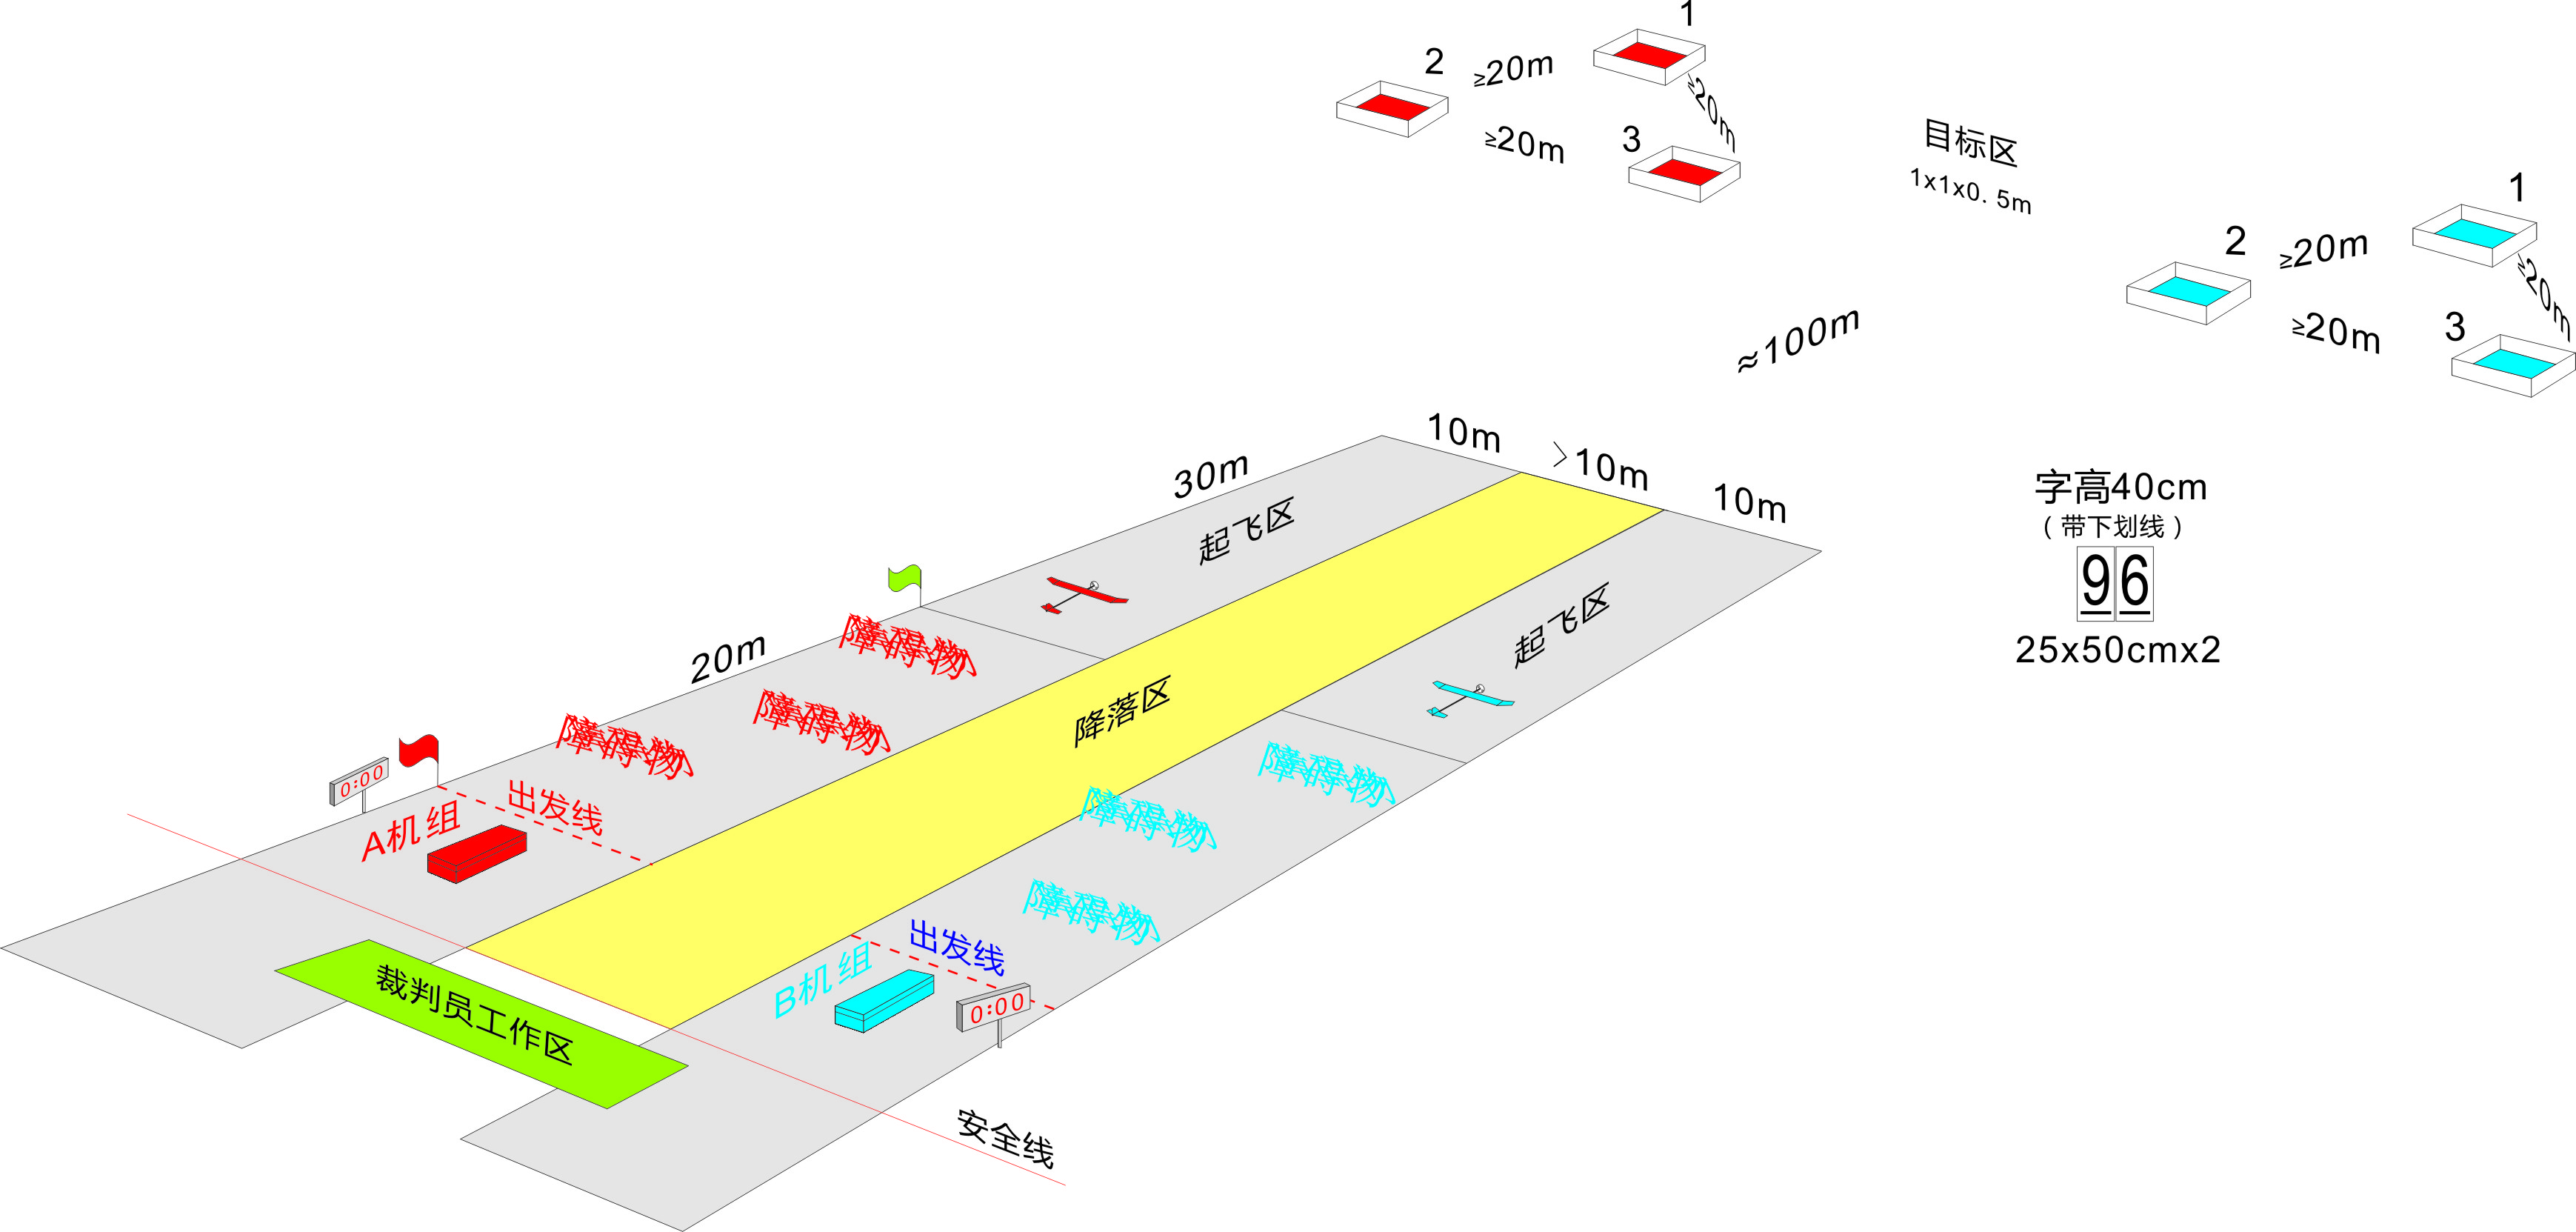 1
2
≥20m
≥20m
≥20m
3
目标区
1x1x0.5m
1
2
≥20m
≥20m
≥20m
3
≈100m
10m
>10m
10m
30m
起飞区
字高40cm
(带下划线)
96
25x50cmx2
起飞区
20m
障碍物
障碍物
障碍物
降落区
障碍物
障碍物
障碍物
0:00
A机组
出发线
出发线
B机组
0:00
裁判员工作区
安全线